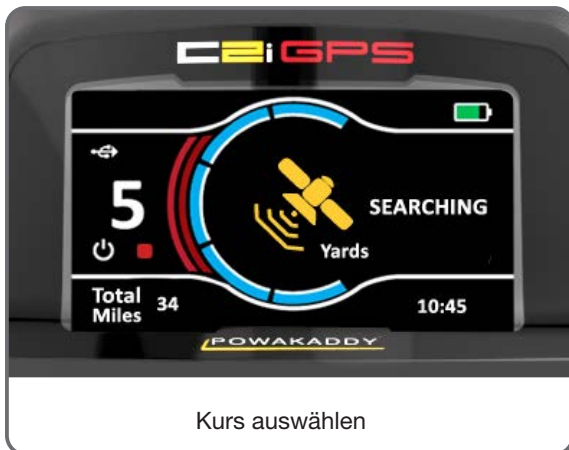 C2i GPS
5
SEARCHING
Yards
Total
Miles 34
10:45
POWAKADDY
Kurs auswählen